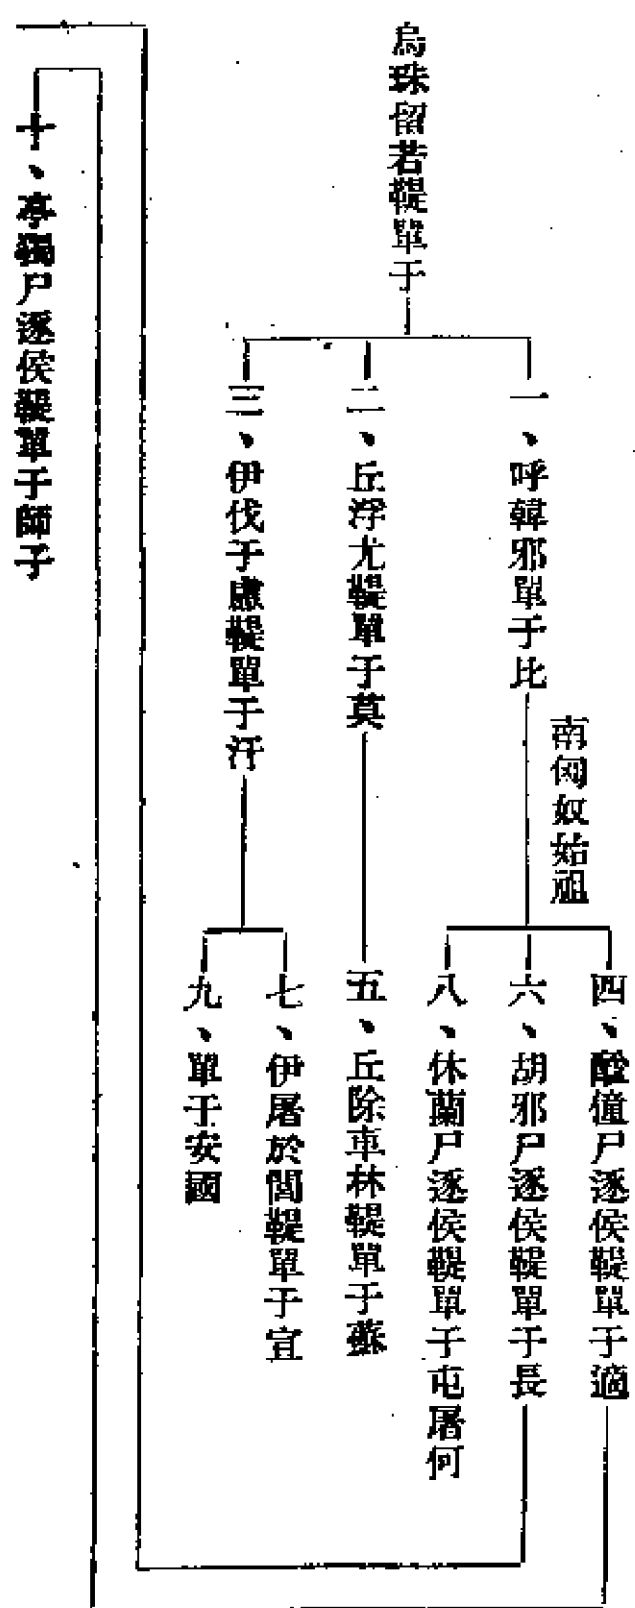 烏珠留若鞮單于
一、呼韓邪單于比
南匈奴始祖
二、丘浮尤鞮單于莫
三、伊伐于慮鞮單于汗
四、醢僮尸逐侯鞮單于適
六、胡邪尸逐侯鞮單于長
八、休蘭尸逐侯鞮單于屯屠何
五、丘除車林鞮單于蘇
七、伊屠於閭鞮單于宣
九、單于安國
十、亭獨尸逐侯鞮單于師子